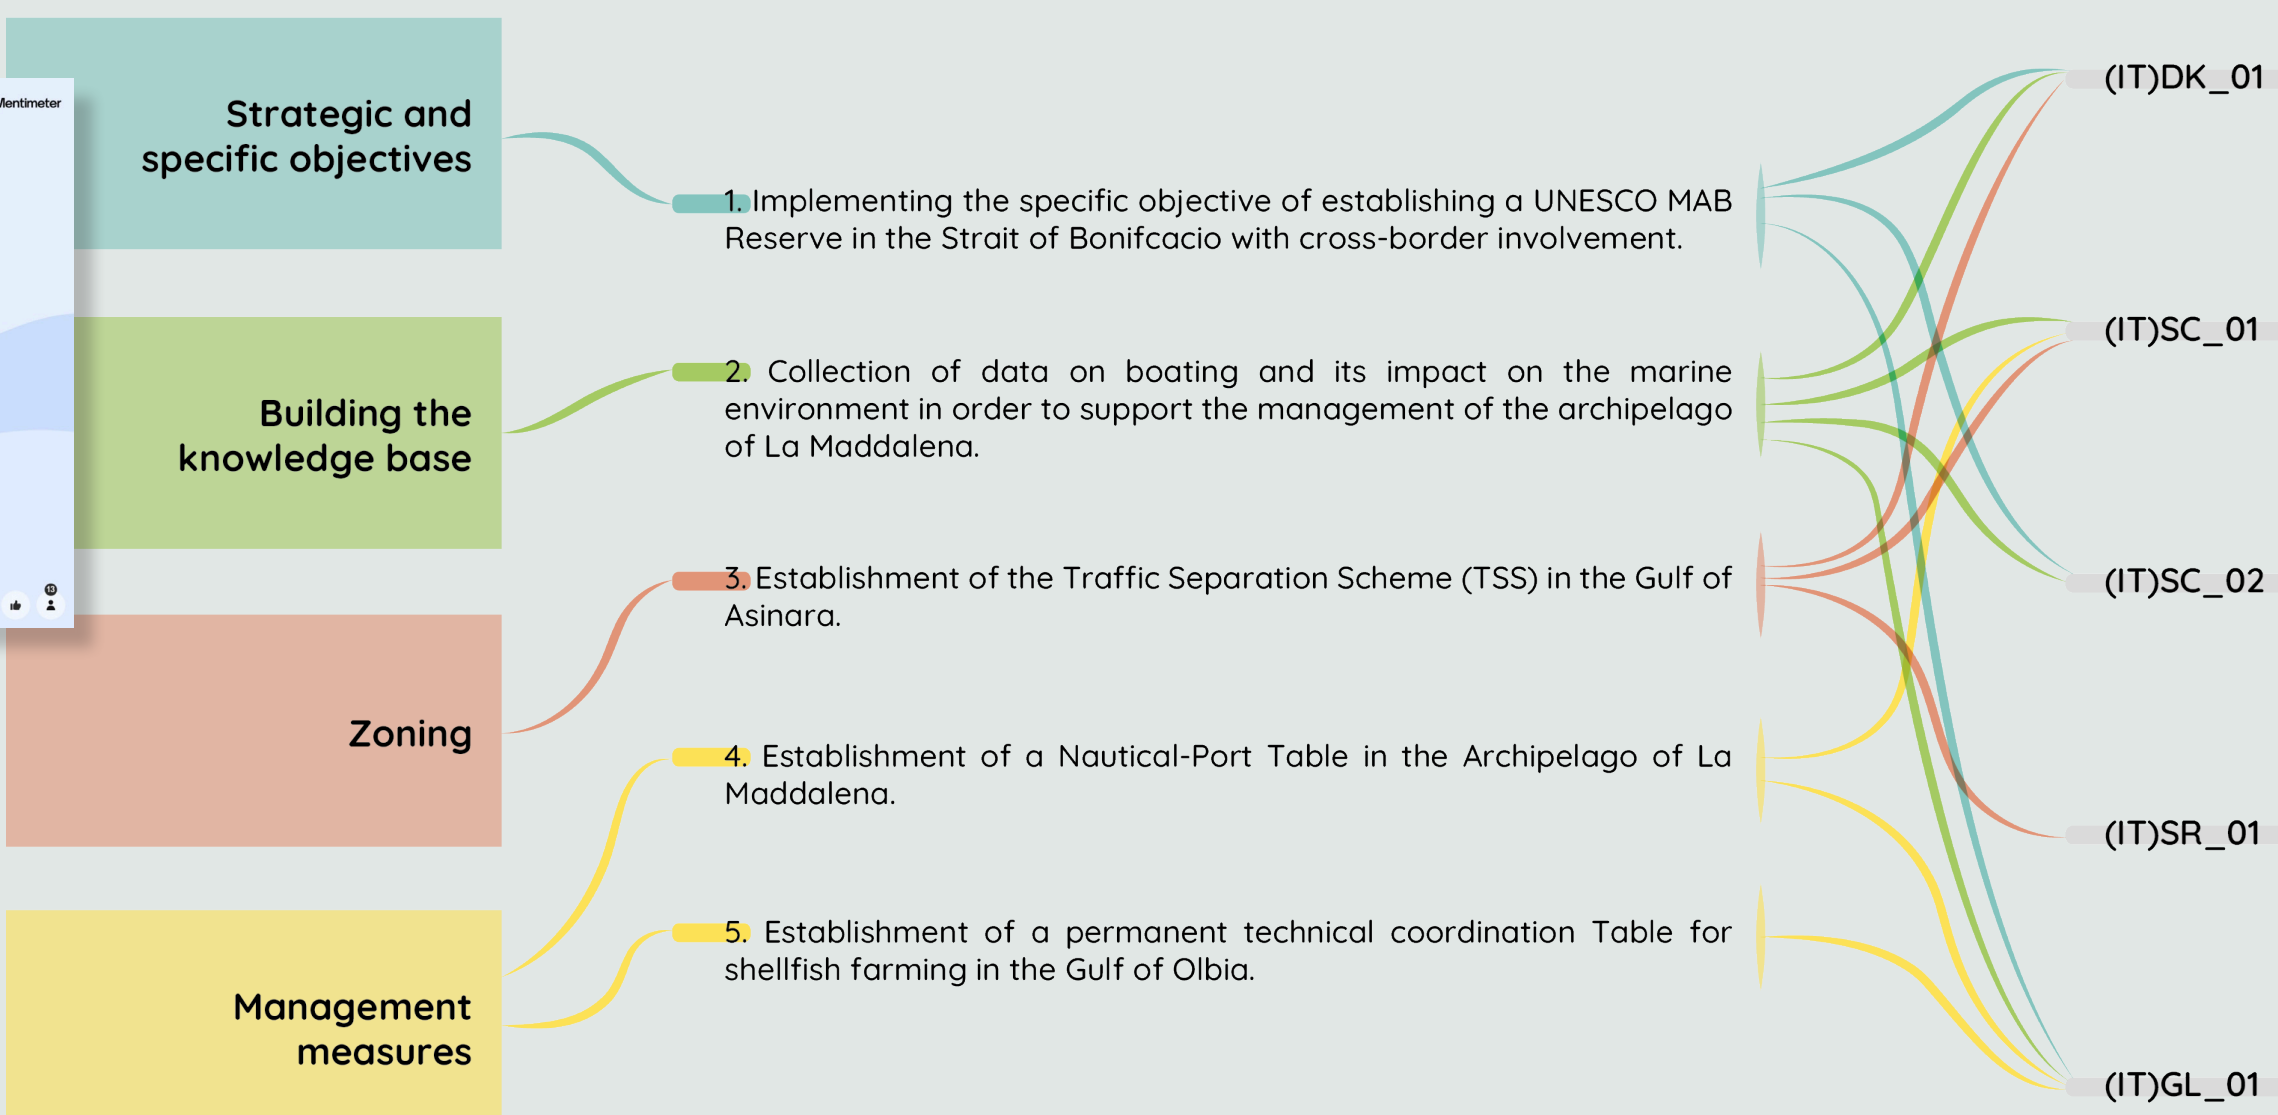 Mentimeter
13
Strategic and
specific objectives
Building the
knowledge base
Zoning
Management
measures
1. Implementing the specific objective of establishing a UNESCO MAB
Reserve in the Strait of Bonifcacio with cross-border involvement.
2. Collection of data on boating and its impact on the marine
environment in order to support the management of the archipelago
of La Maddalena.
3. Establishment of the Traffic Separation Scheme (TSS) in the Gulf of
Asinara.
4. Establishment of a Nautical-Port Table in the Archipelago of La
Maddalena.
5. Establishment of a permanent technical coordination Table for
shellfish farming in the Gulf of Olbia.
(IT)DK_01
(IT)SC_01
(IT)SC_02
(IT)SR_01
(IT)GL_01